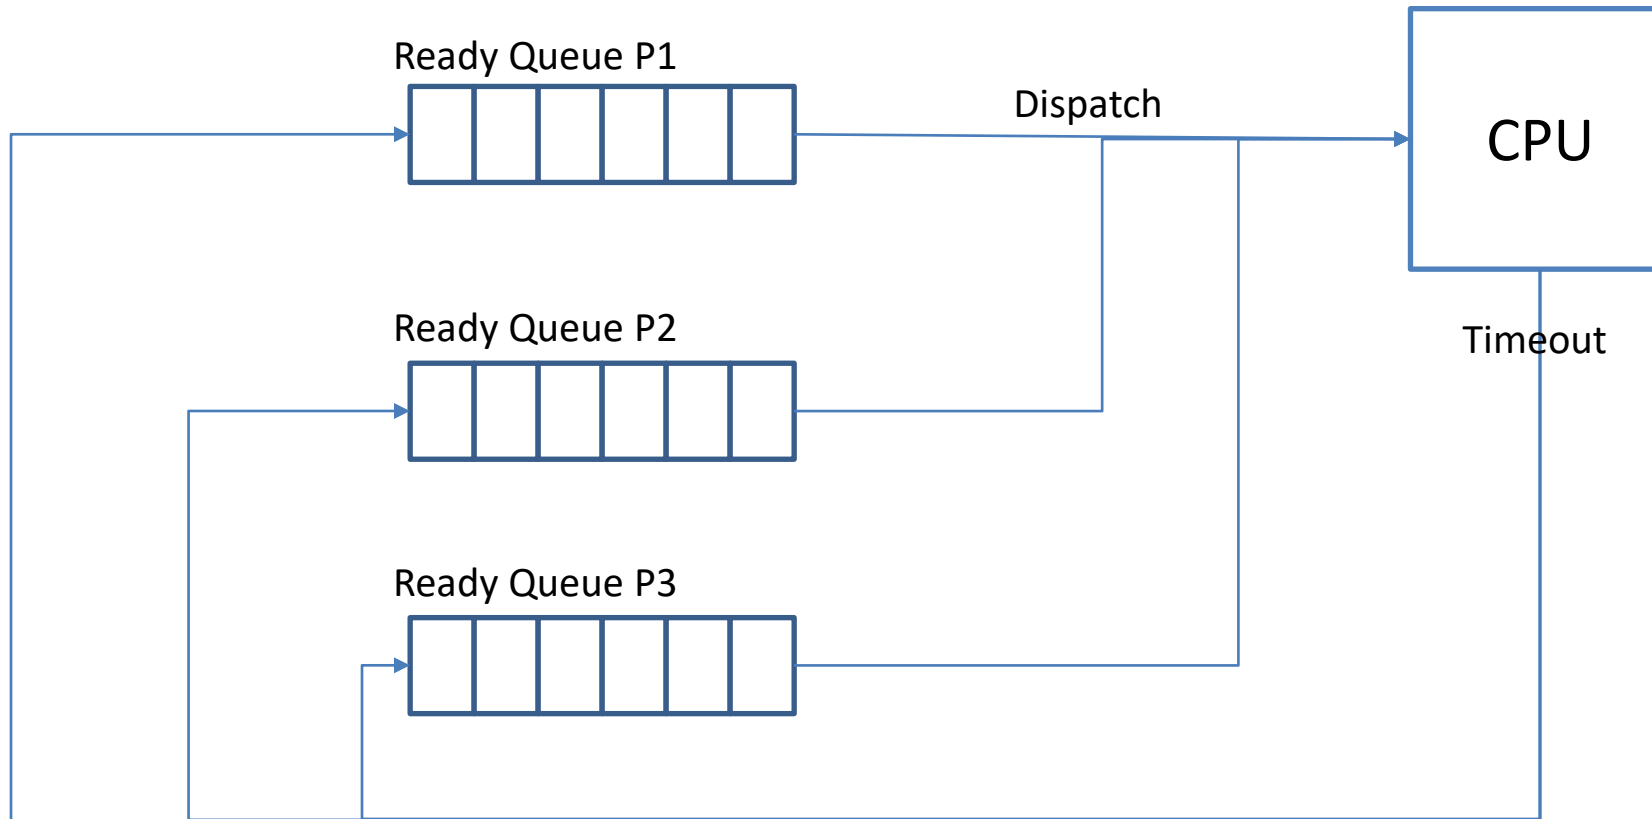 Ready Queue P1
Dispatch
CPU
Ready Queue P2
Timeout
Ready Queue P3